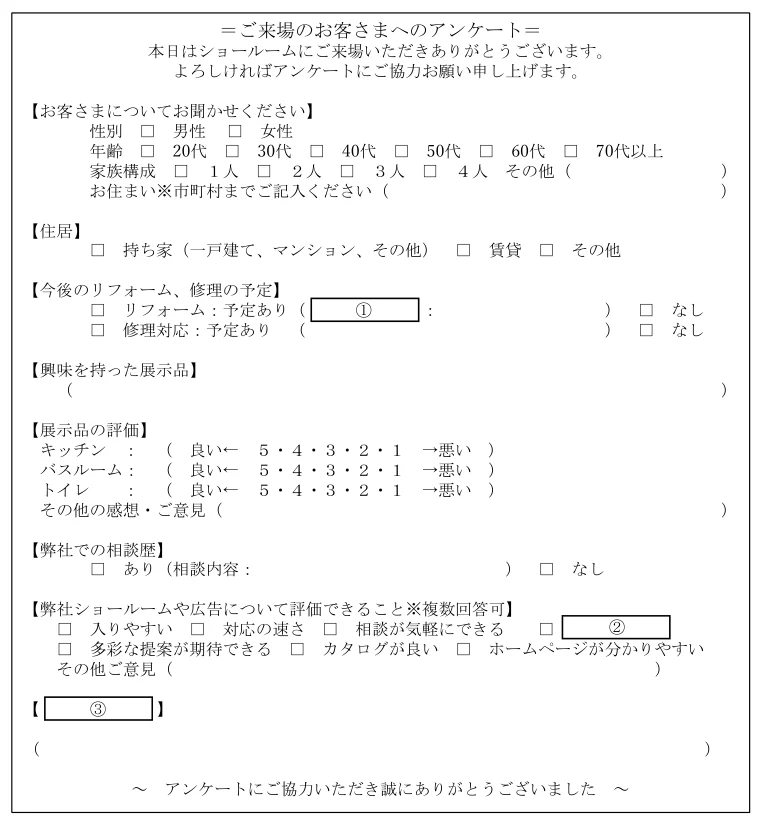 ＝ご来場のお客さまへのアンケート＝
本日はショールームにご来場いただきありがとうございます。
よろしければアンケートにご協力お願い申し上げます。
【お客さまについてお聞かせください】
性別 □ 男性 □ 女性
年齢 □ 20代 □ 30代 □ 40代 □ 50代 □ 60代 □ 70代以上
家族構成 □ １人 □ ２人 □ ３人 □ ４人 その他（ ）
お住まい※市町村までご記入ください（ ）
【住居】
□ 持ち家（一戸建て、マンション、その他） □ 賃貸 □ その他
【今後のリフォーム、修理の予定】
□ リフォーム：予定あり（ ① ： ） □ なし
□ 修理対応：予定あり （ ） □ なし
【興味を持った展示品】
（ ）
【展示品の評価】
キッチン ： （ 良い← ５・４・３・２・１ →悪い ）
バスルーム： （ 良い← ５・４・３・２・１ →悪い ）
トイレ ： （ 良い← ５・４・３・２・１ →悪い ）
その他の感想・ご意見（ ）
【弊社での相談歴】
□ あり（相談内容： ） □ なし
【弊社ショールームや広告について評価できること※複数回答可】
□ 入りやすい □ 対応の速さ □ 相談が気軽にできる □ ②
□ 多彩な提案が期待できる □ カタログが良い □ ホームページが分かりやすい
その他ご意見（ ）
【 ③ 】
（ ）
～ アンケートにご協力いただき誠にありがとうございました ～